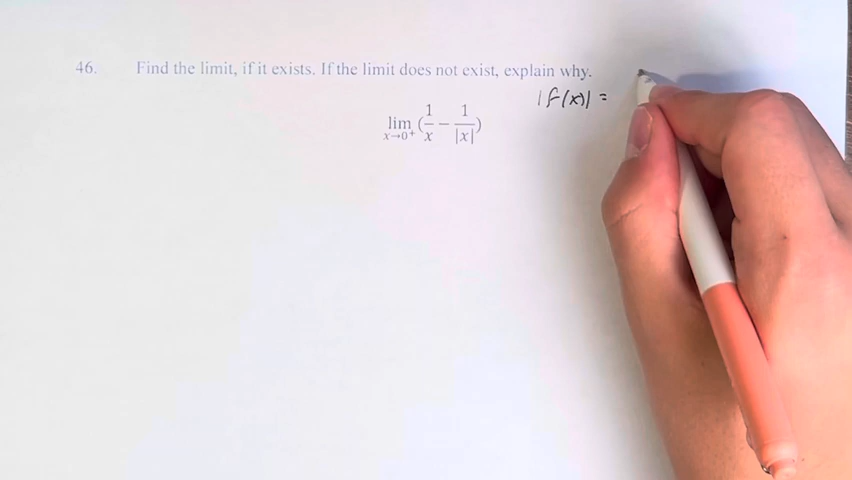 46. Find the limit, if it exists. If the limit does not exist, explain why.
|f(x)| =
lim x→0⁺ (1/x − 1/|x|)